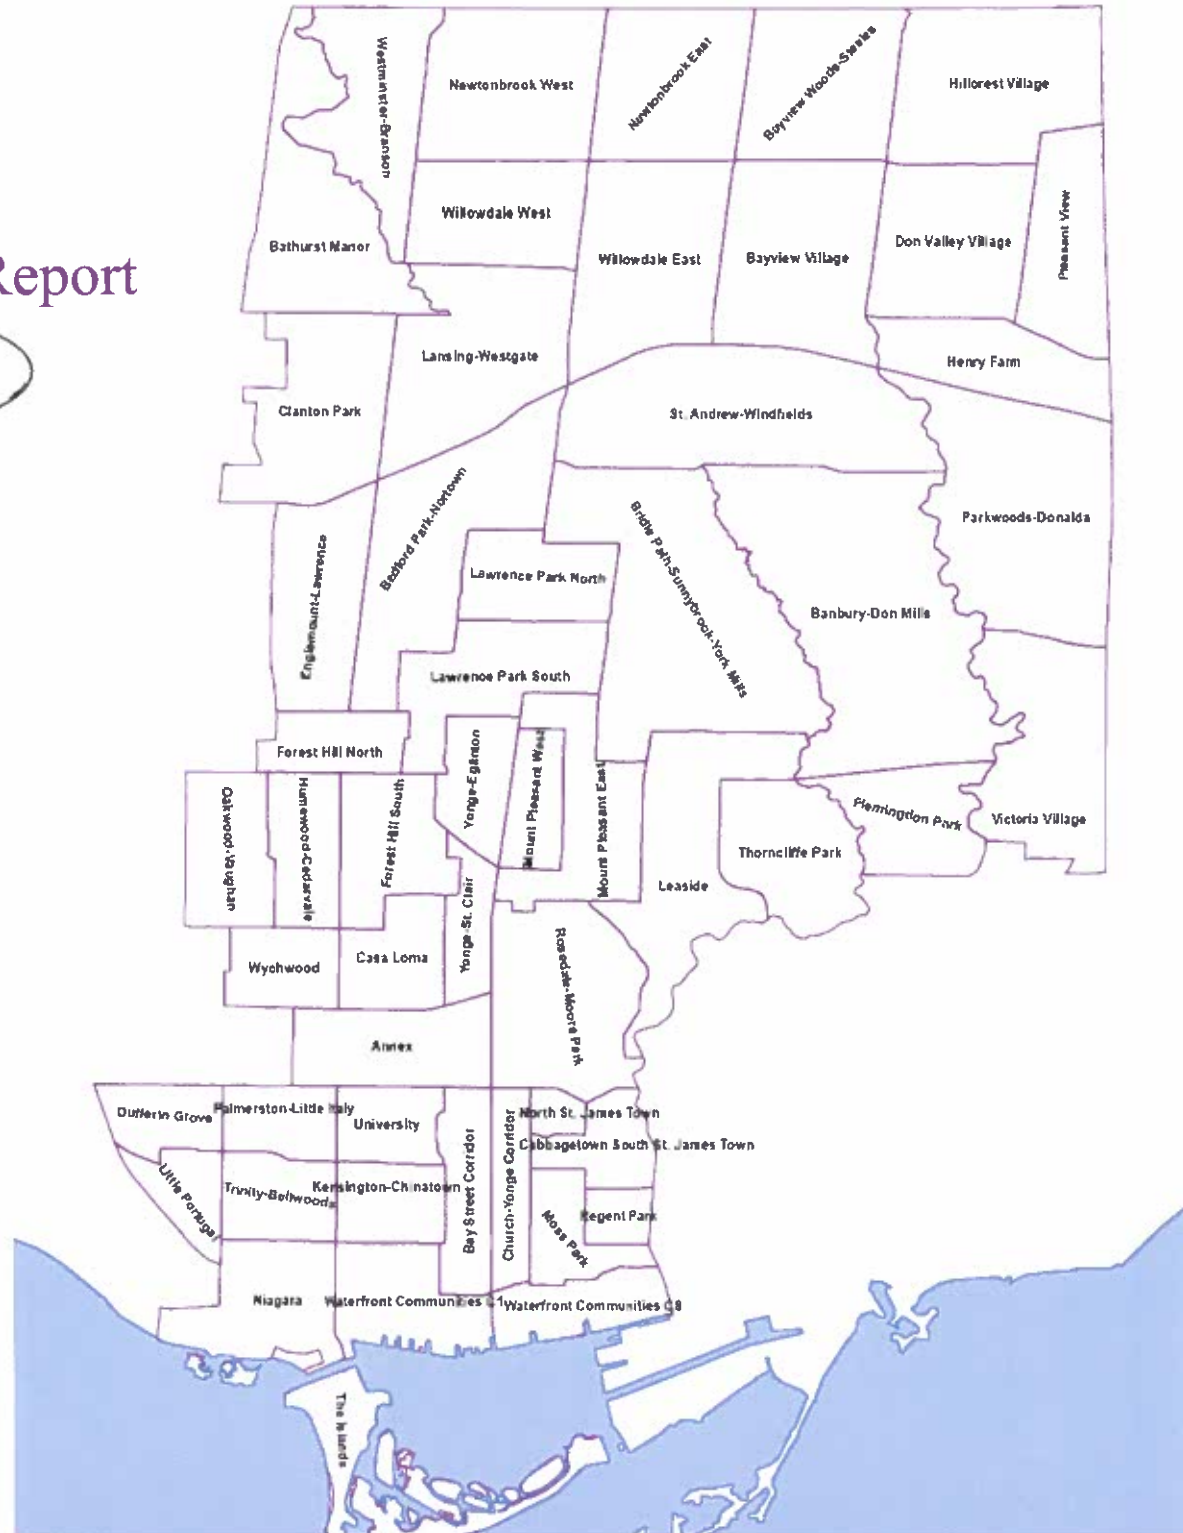 Westminster-Branson
Newtonbrook West
Newtonbrook East
Bayview Woods-Steeles
Hillcrest Village
Willowdale West
Bathurst Manor
Willowdale East
Bayview Village
Don Valley Village
Pleasant View
Report
Lansing-Westgate
Henry Farm
Clanton Park
St. Andrew-Windfields
Bedford Park-Nortown
Parkwoods-Donalda
Englemount-Lawrence
Lawrence Park North
Bridle Path-Sunnybrook-York Mills
Banbury-Don Mills
Lawrence Park South
Forest Hill North
Yonge-Eglinton
Mount Pleasant West
Mount Pleasant East
Oakwood-Vaughan
Humewood-Cedarvale
Forest Hill South
Flemingdon Park
Victoria Village
Thorncliffe Park
Leaside
Yonge-St. Clair
Casa Loma
Wychwood
Rosedale-Moore Park
Annex
Dufferin Grove
Palmerston-Little Italy
University
North St. James Town
Cabbagetown South St. James Town
Bay Street Corridor
Church-Yonge Corridor
Little Portugal
Trinity-Bellwoods
Kensington-Chinatown
Moss Park
Regent Park
Niagara
Waterfront Communities C1
Waterfront Communities C8
The Islands